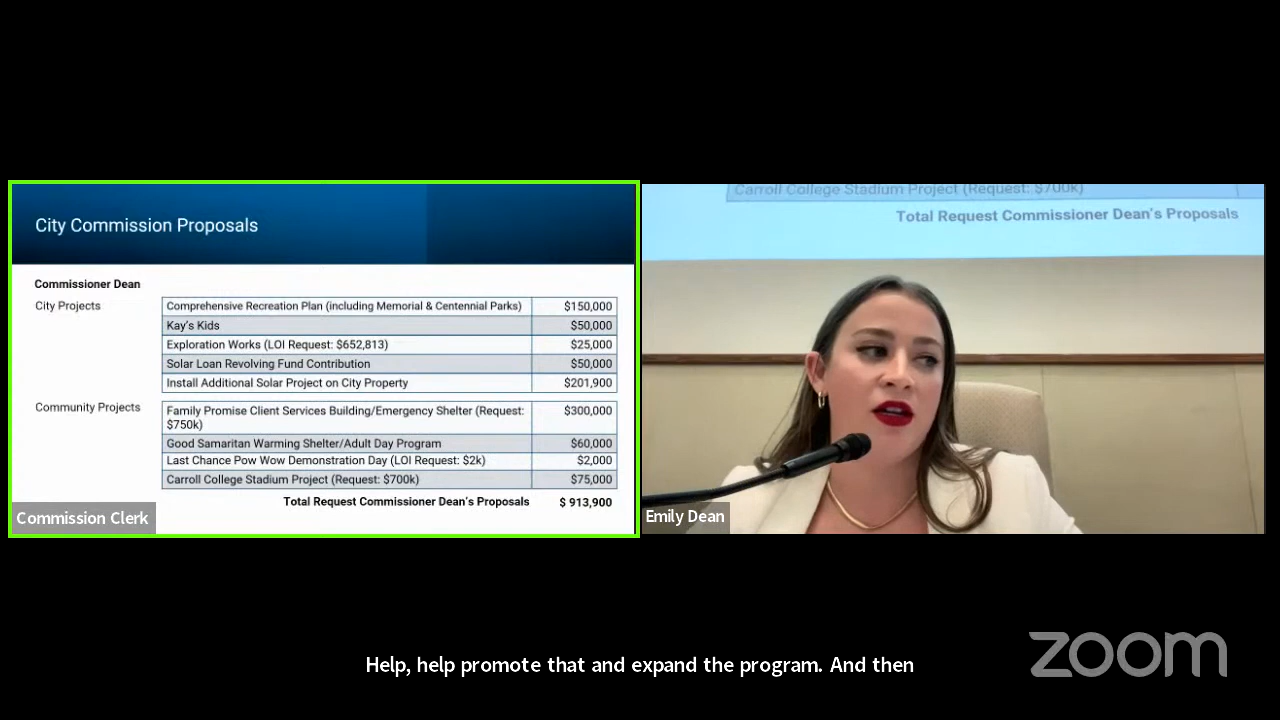 City Commission Proposals
Commissioner Dean
City Projects
Comprehensive Recreation Plan (including Memorial & Centennial Parks) $150,000
Kay's Kids $50,000
Exploration Works (LOI Request: $652,813) $25,000
Solar Loan Revolving Fund Contribution $50,000
Install Additional Solar Project on City Property $201,900
Community Projects
Family Promise Client Services Building/Emergency Shelter (Request: $300,000
$750k)
Good Samaritan Warming Shelter/Adult Day Program $60,000
Last Chance Pow Wow Demonstration Day (LOI Request: $2k) $2,000
Carroll College Stadium Project (Request: $700k) $75,000
Total Request Commissioner Dean's Proposals $ 913,900
Commission Clerk
Carroll College Stadium Project (Request: $700k)
Total Request Commissioner Dean's Proposals
Emily Dean
Help, help promote that and expand the program. And then
zoom